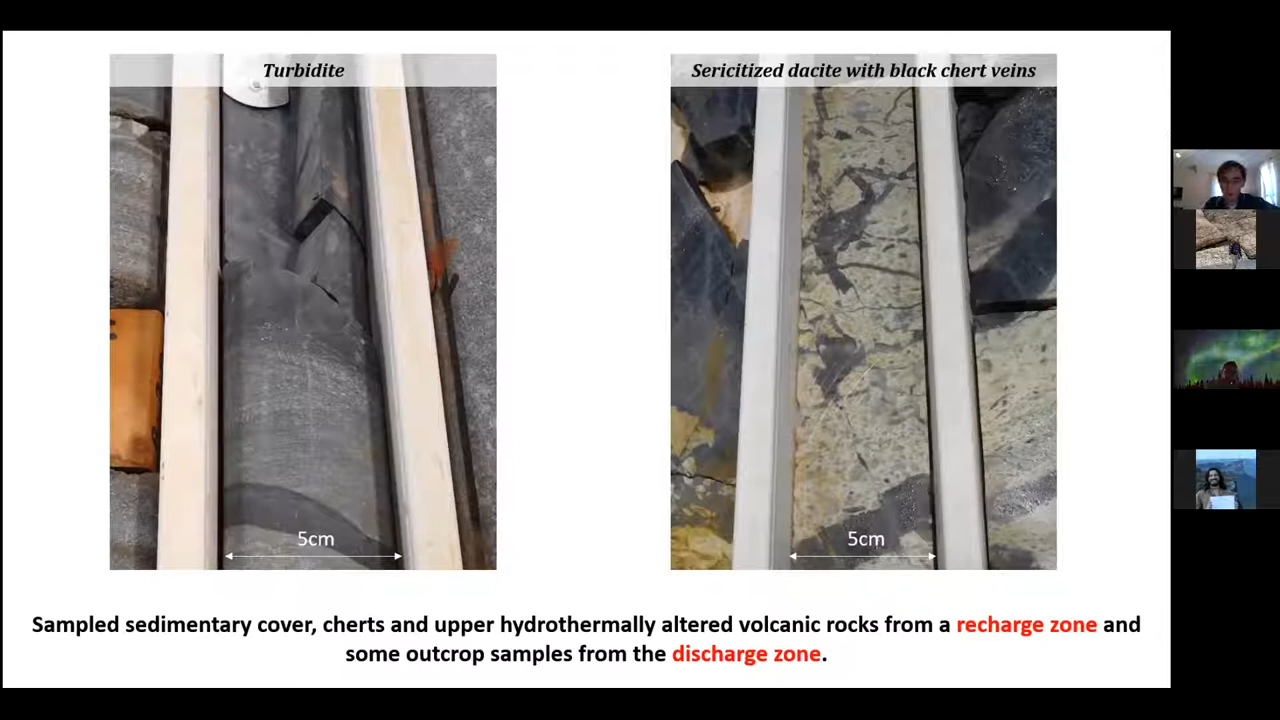 Turbidite
Sericitized dacite with black chert veins
5cm
5cm
Sampled sedimentary cover, cherts and upper hydrothermally altered volcanic rocks from a recharge zone and
some outcrop samples from the discharge zone.